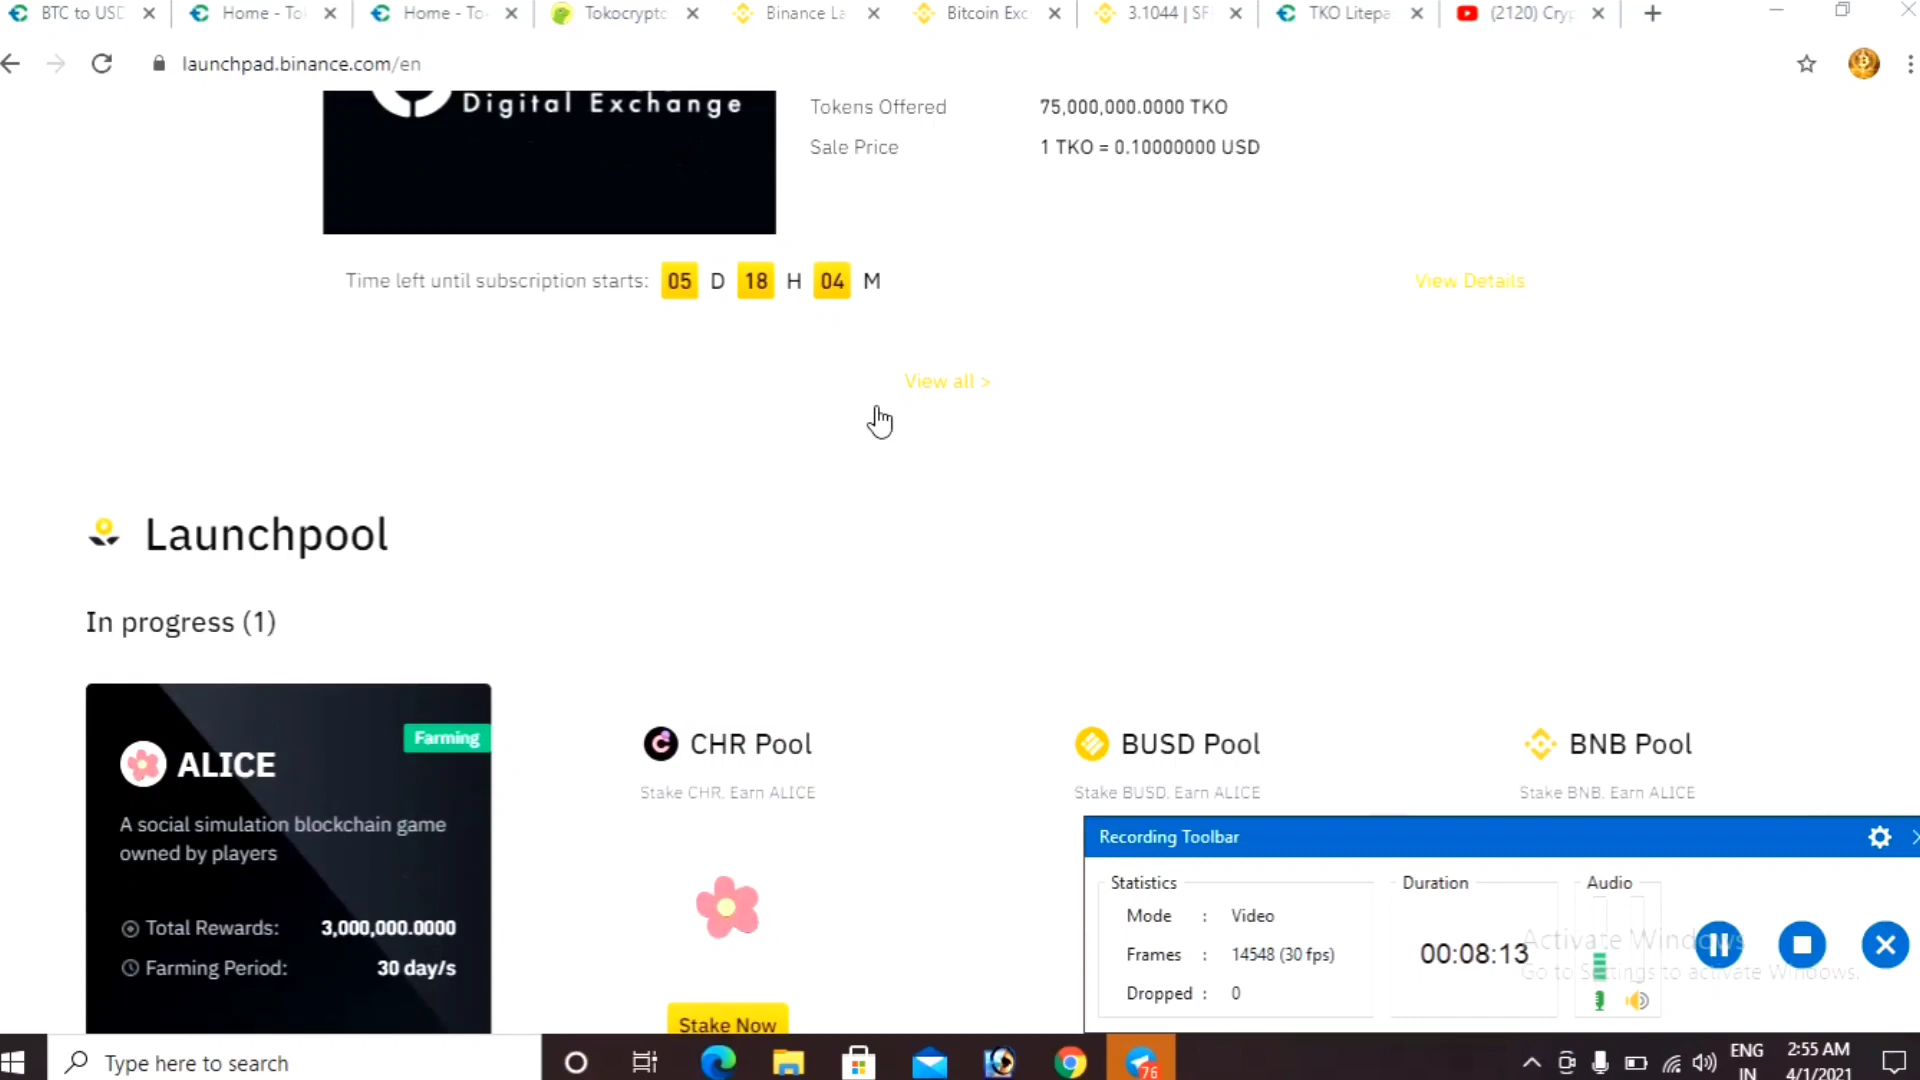 BTC to USD
Home - To
Home - To
Tokocrypto
Binance La
Bitcoin Exc
3.1044 | SF
TKO Litepa
(2120) Cryp
launchpad.binance.com/en
Digital Exchange
Tokens Offered 75,000,000.0000 TKO
Sale Price 1 TKO = 0.10000000 USD
Time left until subscription starts: 05 D 18 H 04 M
View Details
View all >
Launchpool
In progress (1)
Farming
ALICE
A social simulation blockchain game
owned by players
Total Rewards: 3,000,000.0000
Farming Period: 30 day/s
CHR Pool
Stake CHR. Earn ALICE
Stake Now
BUSD Pool
Stake BUSD. Earn ALICE
BNB Pool
Stake BNB. Earn ALICE
Recording Toolbar
Statistics
Mode : Video
Frames : 14548 (30 fps)
Dropped : 0
Duration
00:08:13
Audio
Activate Windows
Go to Settings to activate Windows.
Type here to search
76
ENG
IN
2:55 AM
4/1/2021